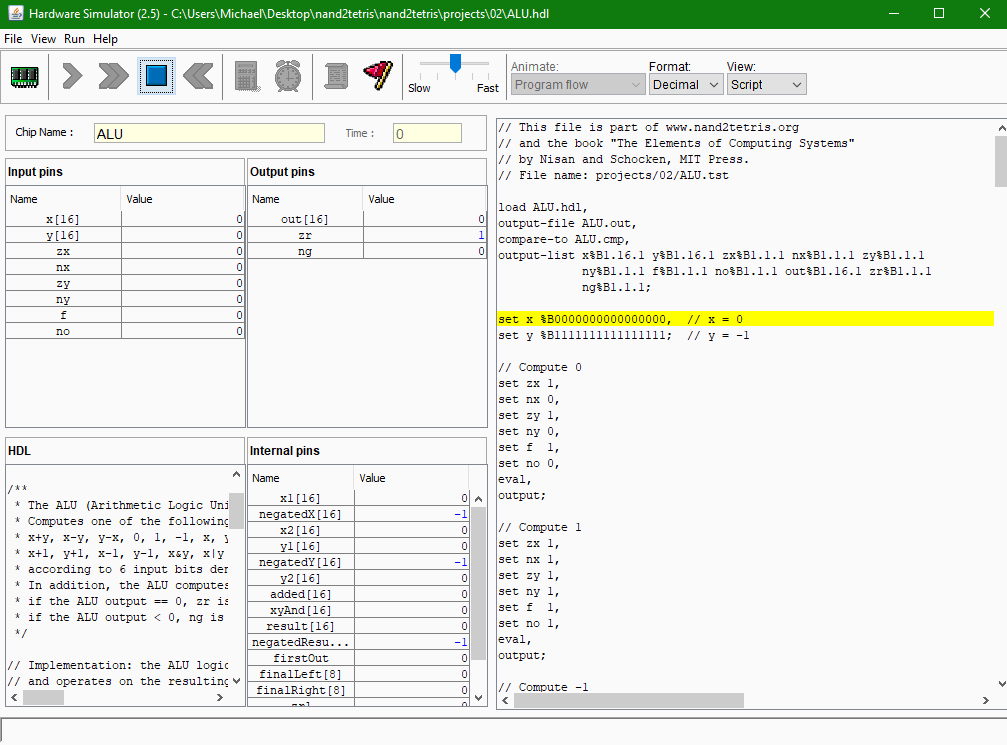 Hardware Simulator (2.5) - C:\Users\Michael\Desktop\nand2tetris\nand2tetris\projects\02\ALU.hdl
File View Run Help
Slow Fast
Animate: Format: View:
Program flow Decimal Script
Chip Name : ALU Time : 0
Input pins
Name Value
x[16] 0
y[16] 0
zx 0
nx 0
zy 0
ny 0
f 0
no 0
Output pins
Name Value
out[16] 0
zr 1
ng 0
HDL
/**
* The ALU (Arithmetic Logic Uni
* Computes one of the following
* x+y, x-y, y-x, 0, 1, -1, x, y
* x+1, y+1, x-1, y-1, x&y, x|y
* according to 6 input bits den
* In addition, the ALU computes
* if the ALU output == 0, zr is
* if the ALU output < 0, ng is
*/
// Implementation: the ALU logic
// and operates on the resulting
Internal pins
Name Value
x1[16] 0
negatedX[16] -1
x2[16] 0
y1[16] 0
negatedY[16] -1
y2[16] 0
added[16] 0
xyAnd[16] 0
result[16] 0
negatedResu... -1
firstOut 0
finalLeft[8] 0
finalRight[8] 0
zr1 0
// This file is part of www.nand2tetris.org
// and the book "The Elements of Computing Systems"
// by Nisan and Schocken, MIT Press.
// File name: projects/02/ALU.tst
load ALU.hdl,
output-file ALU.out,
compare-to ALU.cmp,
output-list x%B1.16.1 y%B1.16.1 zx%B1.1.1 nx%B1.1.1 zy%B1.1.1
ny%B1.1.1 f%B1.1.1 no%B1.1.1 out%B1.16.1 zr%B1.1.1
ng%B1.1.1;
set x %B0000000000000000, // x = 0
set y %B1111111111111111; // y = -1
// Compute 0
set zx 1,
set nx 0,
set zy 1,
set ny 0,
set f 1,
set no 0,
eval,
output;
// Compute 1
set zx 1,
set nx 1,
set zy 1,
set ny 1,
set f 1,
set no 1,
eval,
output;
// Compute -1